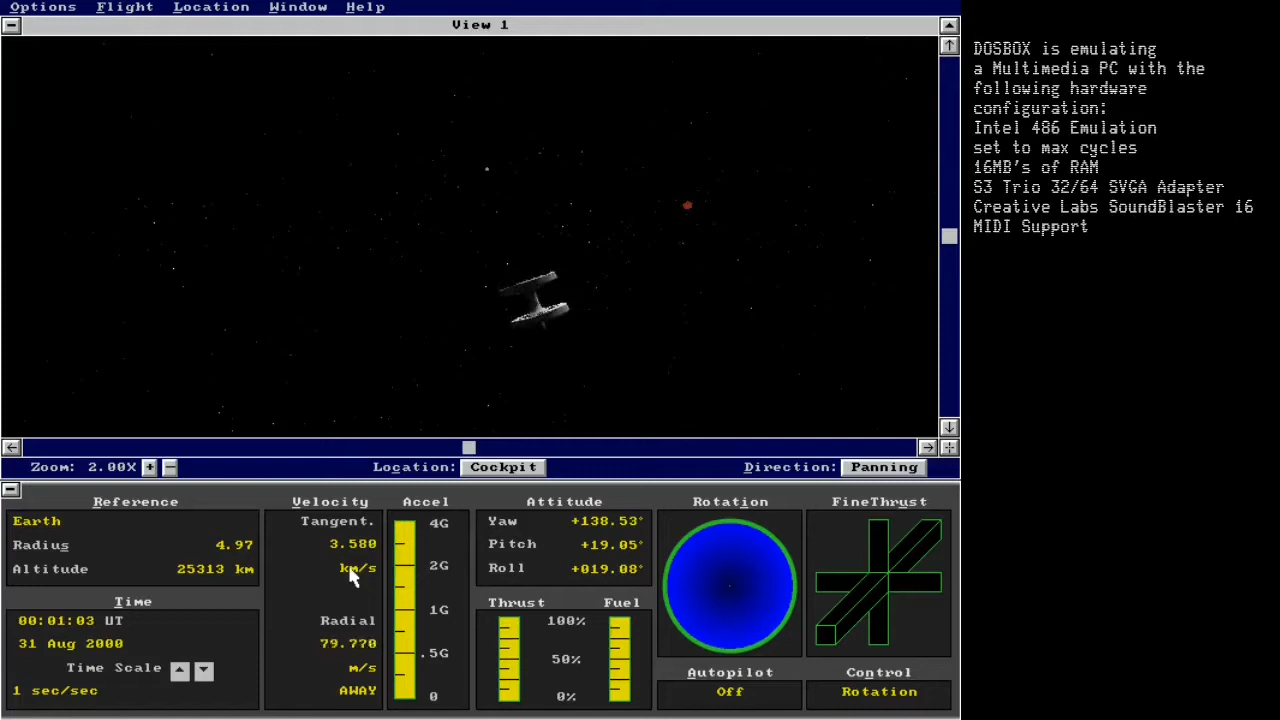 Options Flight Location Window Help
View 1
Zoom: 2.00X + - Location: Cockpit Direction: Panning
Reference
Earth
Radius 4.97
Altitude 25313 km
Time
00:01:03 UT
31 Aug 2000
Time Scale
1 sec/sec
Velocity
Tangent.
3.580
km/s
Radial
79.770
m/s
AWAY
Accel
4G
2G
1G
.5G
0
Attitude
Yaw +138.53°
Pitch +19.05°
Roll +019.08°
Thrust Fuel
100%
50%
0%
Rotation
Autopilot
Off
FineThrust
Control
Rotation
DOSBOX is emulating
a Multimedia PC with the
following hardware
configuration:
Intel 486 Emulation
set to max cycles
16MB's of RAM
S3 Trio 32/64 SVGA Adapter
Creative Labs SoundBlaster 16
MIDI Support